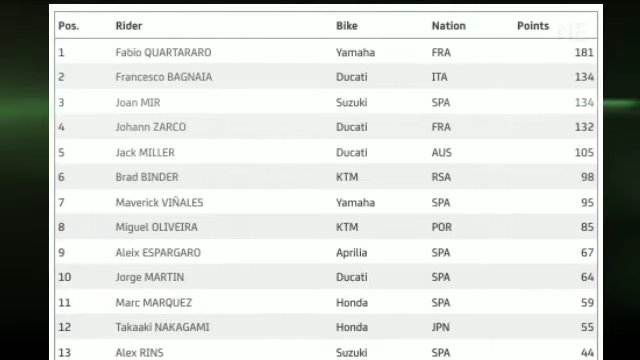 Pos. Rider Bike Nation Points
1 Fabio QUARTARARO Yamaha FRA 181
2 Francesco BAGNAIA Ducati ITA 134
3 Joan MIR Suzuki SPA 134
4 Johann ZARCO Ducati FRA 132
5 Jack MILLER Ducati AUS 105
6 Brad BINDER KTM RSA 98
7 Maverick VIÑALES Yamaha SPA 95
8 Miguel OLIVEIRA KTM POR 85
9 Aleix ESPARGARO Aprilia SPA 67
10 Jorge MARTIN Ducati SPA 64
11 Marc MARQUEZ Honda SPA 59
12 Takaaki NAKAGAMI Honda JPN 55
13 Alex RINS Suzuki SPA 44